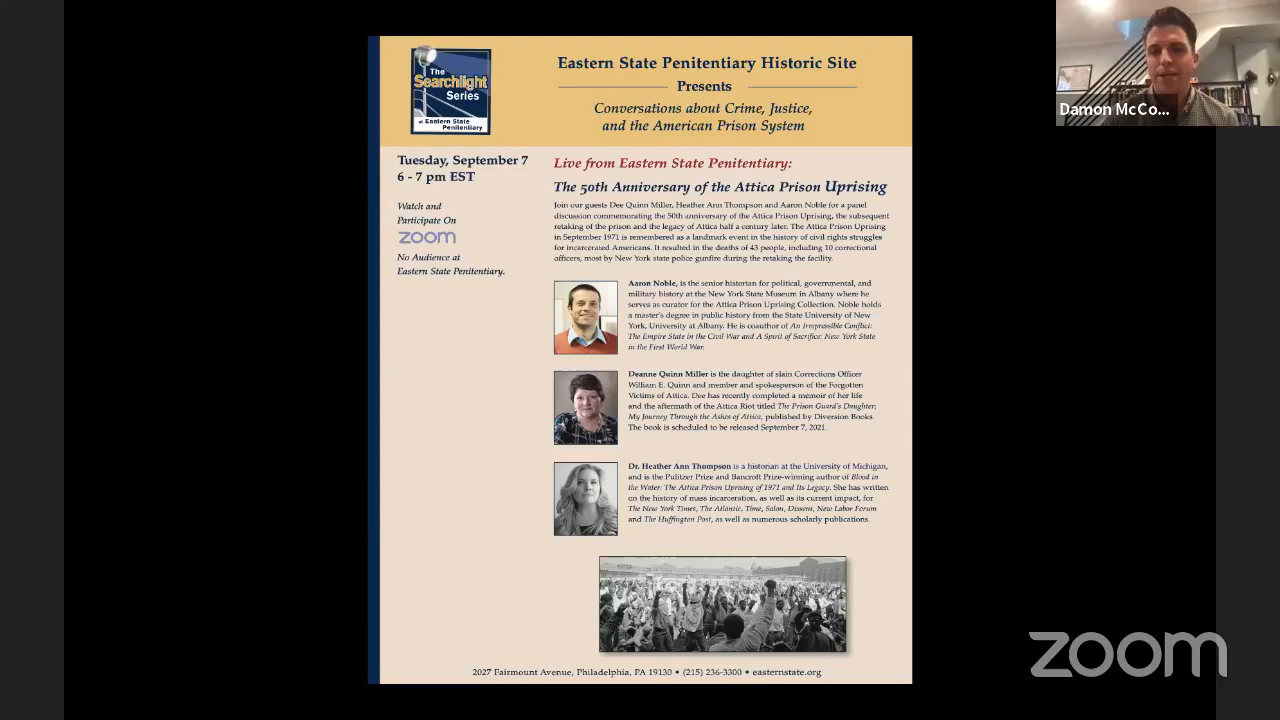 The
Searchlight
Series
at Eastern State
Penitentiary
Eastern State Penitentiary Historic Site
Presents
Conversations about Crime, Justice,
and the American Prison System
Tuesday, September 7
6 - 7 pm EST
Watch and
Participate On
zoom
No Audience at
Eastern State Penitentiary.
Live from Eastern State Penitentiary:
The 50th Anniversary of the Attica Prison Uprising
Join our guests Dee Quinn Miller, Heather Ann Thompson and Aaron Noble for a panel
discussion commemorating the 50th anniversary of the Attica Prison Uprising, the subsequent
retaking of the prison and the legacy of Attica half a century later. The Attica Prison Uprising
in September 1971 is remembered as a landmark event in the history of civil rights struggles
for incarcerated Americans. It resulted in the deaths of 43 people, including 10 correctional
officers, most by New York state police gunfire during the retaking the facility.
Aaron Noble, is the senior historian for political, governmental, and
military history at the New York State Museum in Albany where he
serves as curator for the Attica Prison Uprising Collection. Noble holds
a master's degree in public history from the State University of New
York, University at Albany. He is coauthor of An Irrepressible Conflict:
The Empire State in the Civil War and A Spirit of Sacrifice: New York State
in the First World War.
Deanne Quinn Miller is the daughter of slain Corrections Officer
William E. Quinn and member and spokesperson of the Forgotten
Victims of Attica. Dee has recently completed a memoir of her life
and the aftermath of the Attica Riot titled The Prison Guard's Daughter:
My Journey Through the Ashes of Attica, published by Diversion Books.
The book is scheduled to be released September 7, 2021.
Dr. Heather Ann Thompson is a historian at the University of Michigan,
and is the Pulitzer Prize and Bancroft Prize-winning author of Blood in
the Water: The Attica Prison Uprising of 1971 and Its Legacy. She has written
on the history of mass incarceration, as well as its current impact, for
The New York Times, The Atlantic, Time, Salon, Dissent, New Labor Forum
and The Huffington Post, as well as numerous scholarly publications.
2027 Fairmount Avenue, Philadelphia, PA 19130 • (215) 236-3300 • easternstate.org
Damon McCo...
zoom